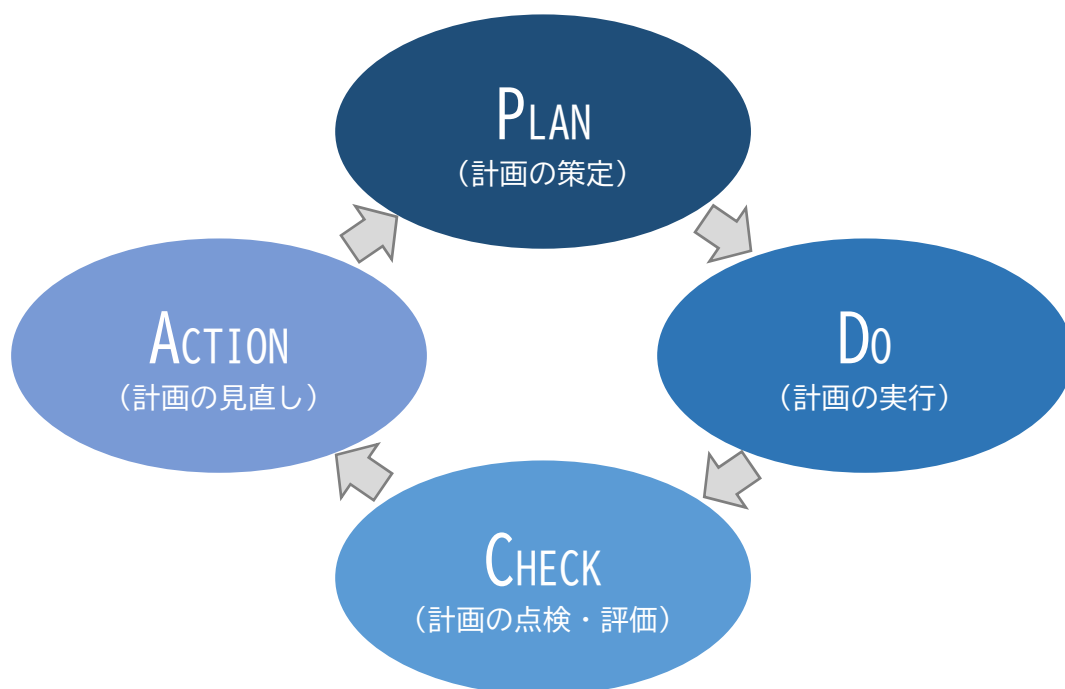 PLAN
（計画の策定）
DO
（計画の実行）
CHECK
（計画の点検・評価）
ACTION
（計画の見直し）